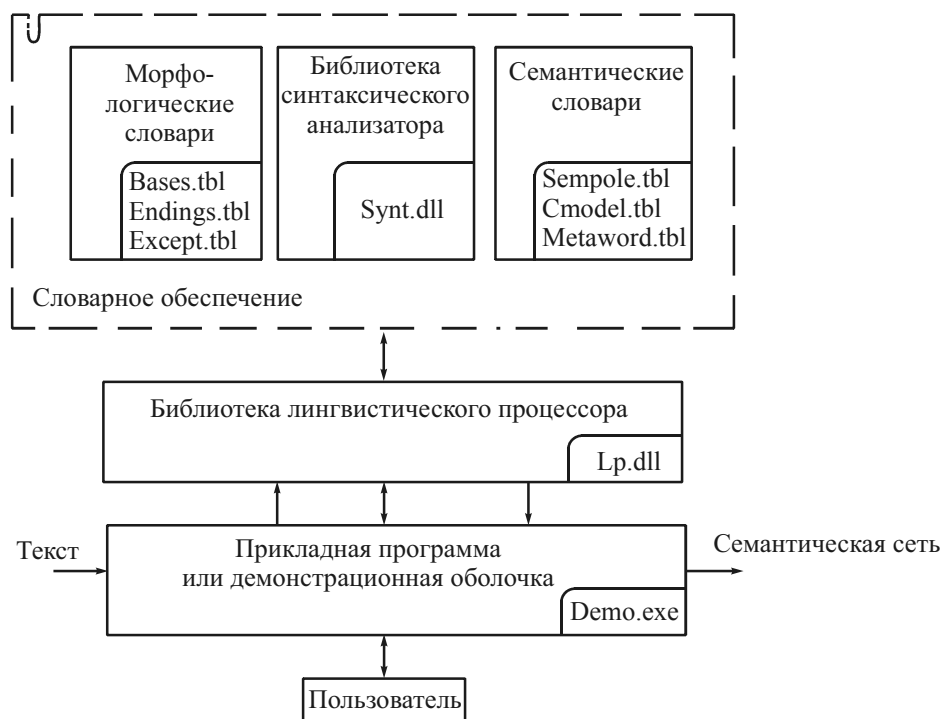 Морфо-
логические
словари
Bases.tbl
Endings.tbl
Except.tbl
Библиотека
синтаксического
анализатора
Synt.dll
Семантические
словари
Sempole.tbl
Cmodel.tbl
Metaword.tbl
Словарное обеспечение
Библиотека лингвистического процессора
Lp.dll
Текст
Прикладная программа
или демонстрационная оболочка
Demo.exe
Семантическая сеть
Пользователь